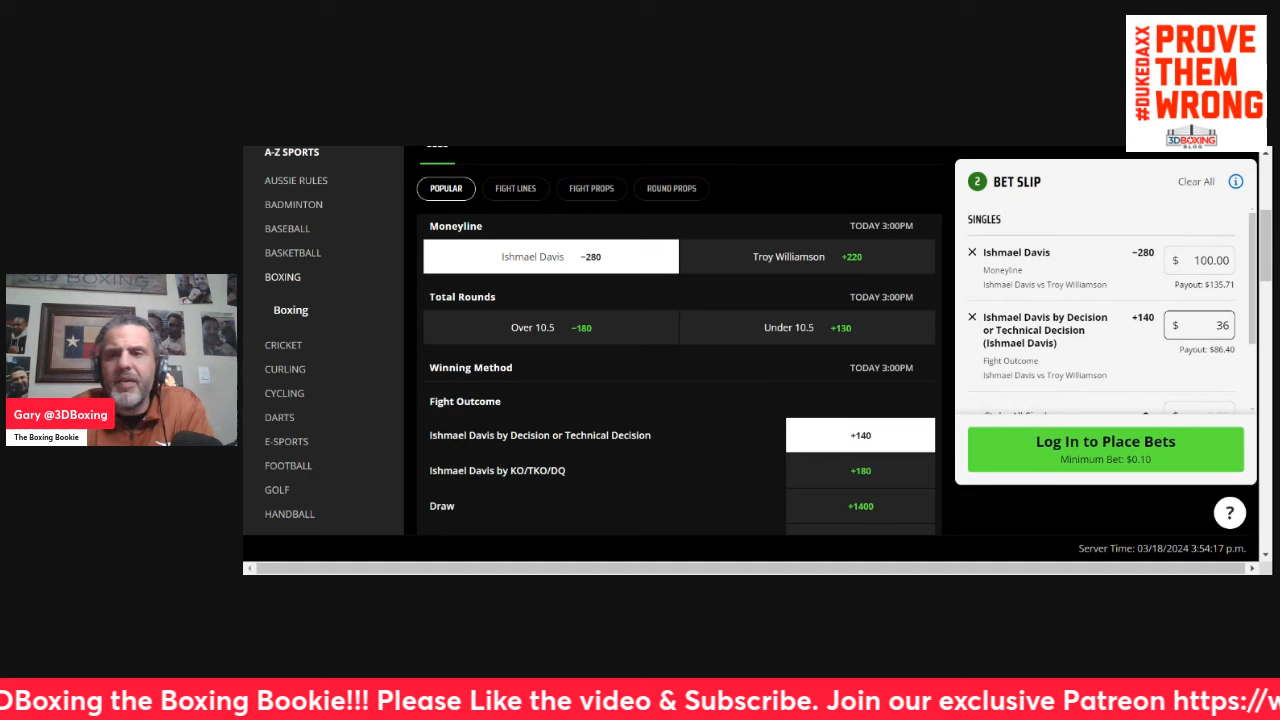 #DUKEDAXX
PROVE
THEM
WRONG
3DBOXING
BLOG
A-Z SPORTS
AUSSIE RULES
BADMINTON
BASEBALL
BASKETBALL
BOXING
Boxing
CRICKET
CURLING
CYCLING
DARTS
E-SPORTS
FOOTBALL
GOLF
HANDBALL
POPULAR FIGHT LINES FIGHT PROPS ROUND PROPS
Moneyline TODAY 3:00PM
Ishmael Davis −280 Troy Williamson +220
Total Rounds TODAY 3:00PM
Over 10.5 −180 Under 10.5 +130
Winning Method TODAY 3:00PM
Fight Outcome
Ishmael Davis by Decision or Technical Decision +140
Ishmael Davis by KO/TKO/DQ +180
Draw +1400
2 BET SLIP Clear All i
SINGLES
Ishmael Davis −280 $ 100.00
Moneyline
Ishmael Davis vs Troy Williamson Payout: $135.71
Ishmael Davis by Decision +140 $ 36
or Technical Decision
(Ishmael Davis) Payout: $86.40
Fight Outcome
Ishmael Davis vs Troy Williamson
Log In to Place Bets
Minimum Bet: $0.10
?
Server Time: 03/18/2024 3:54:17 p.m.
3D BOXING
Gary @3DBoxing
The Boxing Bookie
DBoxing the Boxing Bookie!!! Please Like the video & Subscribe. Join our exclusive Patreon https://w